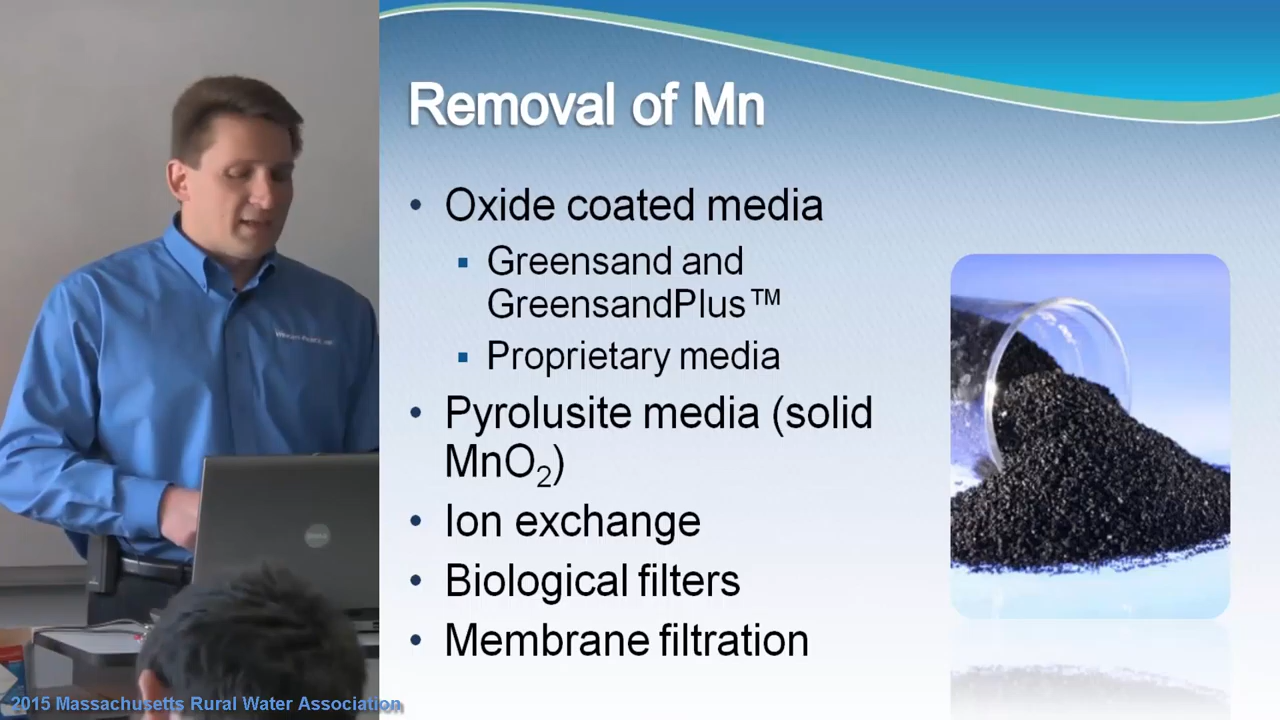 Removal of Mn
• Oxide coated media
▪ Greensand and
GreensandPlus™
▪ Proprietary media
• Pyrolusite media (solid
MnO₂)
• Ion exchange
• Biological filters
• Membrane filtration
2015 Massachusetts Rural Water Association